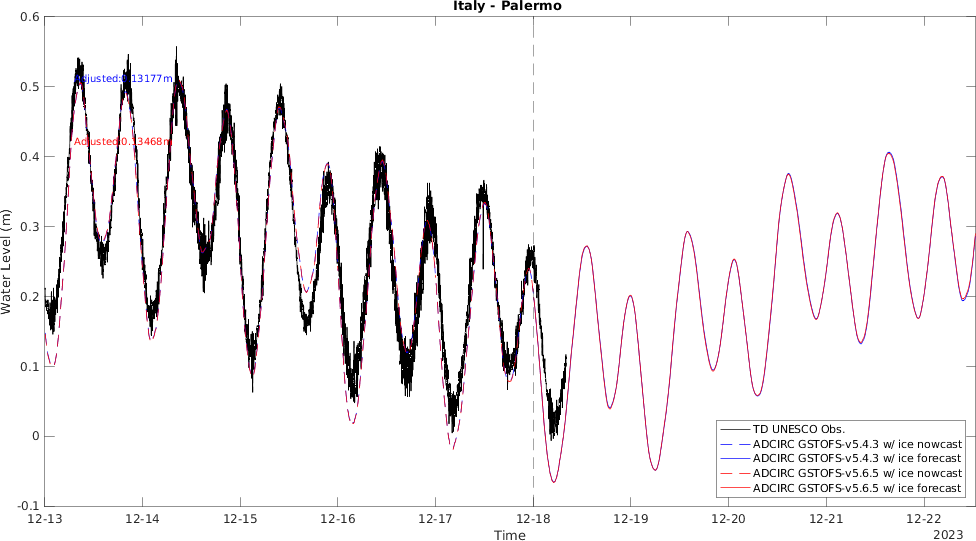 Italy - Palermo
0.6
0.5
0.4
0.3
0.2
0.1
0
-0.1
Water Level (m)
Adjusted:0.13177m
Adjusted:0.13468m
TD UNESCO Obs.
ADCIRC GSTOFS-v5.4.3 w/ ice nowcast
ADCIRC GSTOFS-v5.4.3 w/ ice forecast
ADCIRC GSTOFS-v5.6.5 w/ ice nowcast
ADCIRC GSTOFS-v5.6.5 w/ ice forecast
12-13 12-14 12-15 12-16 12-17 12-18 12-19 12-20 12-21 12-22
Time
2023